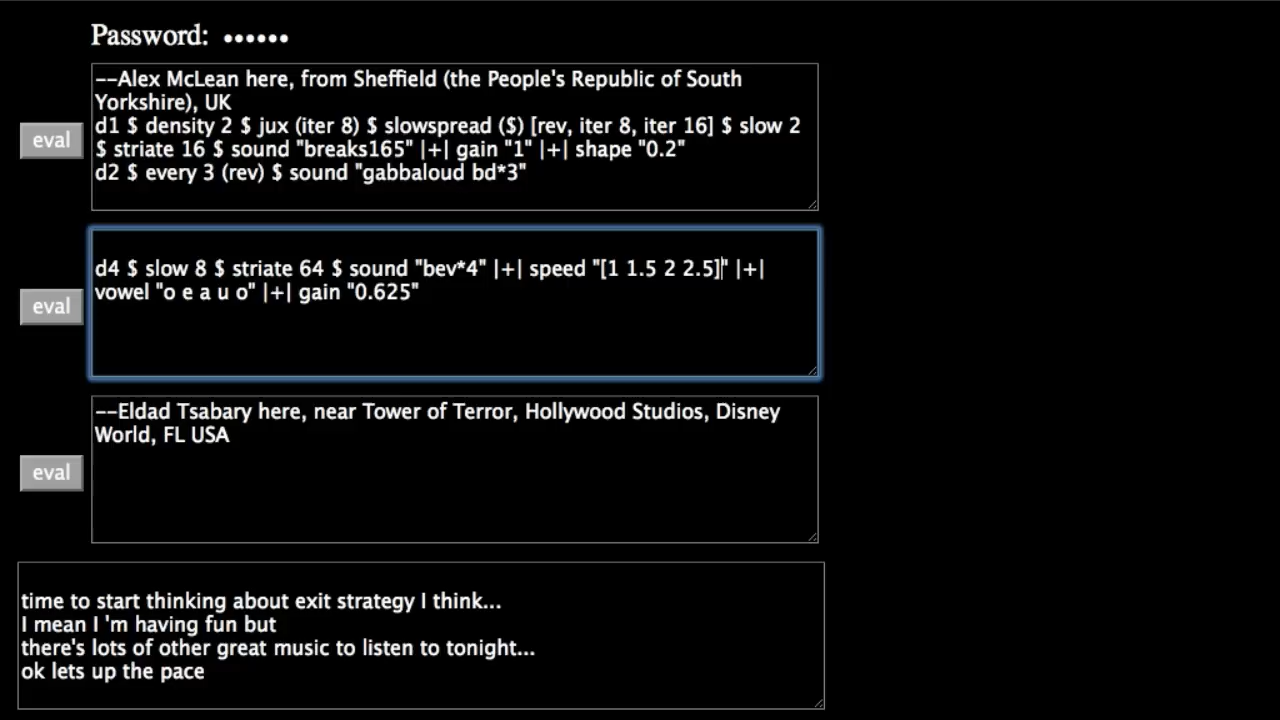 Password: ••••••
--Alex McLean here, from Sheffield (the People's Republic of South
Yorkshire), UK
d1 $ density 2 $ jux (iter 8) $ slowspread ($) [rev, iter 8, iter 16] $ slow 2
$ striate 16 $ sound "breaks165" |+| gain "1" |+| shape "0.2"
d2 $ every 3 (rev) $ sound "gabbaloud bd*3"
eval
d4 $ slow 8 $ striate 64 $ sound "bev*4" |+| speed "[1 1.5 2 2.5]" |+|
vowel "o e a u o" |+| gain "0.625"
eval
--Eldad Tsabary here, near Tower of Terror, Hollywood Studios, Disney
World, FL USA
eval
time to start thinking about exit strategy I think...
I mean I 'm having fun but
there's lots of other great music to listen to tonight...
ok lets up the pace